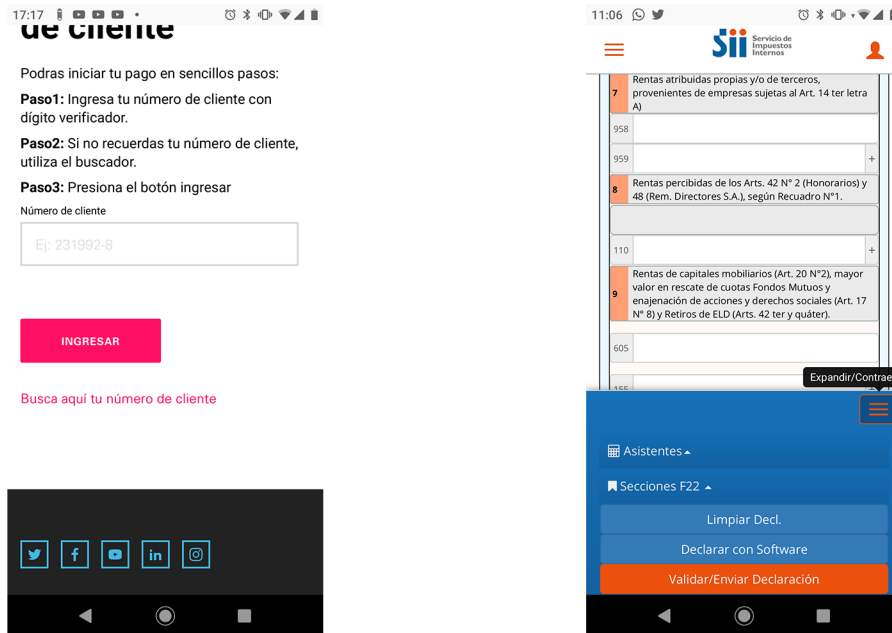 17:17
de cliente
Podras iniciar tu pago en sencillos pasos:
Paso1: Ingresa tu número de cliente con
dígito verificador.
Paso2: Si no recuerdas tu número de cliente,
utiliza el buscador.
Paso3: Presiona el botón ingresar
Número de cliente
Ej: 231992-8
INGRESAR
Busca aquí tu número de cliente
11:06
Sii Servicio de
Impuestos
Internos
Rentas atribuidas propias y/o de terceros,
7 provenientes de empresas sujetas al Art. 14 ter letra
A)
958
959 +
Rentas percibidas de los Arts. 42 N° 2 (Honorarios) y
8 48 (Rem. Directores S.A.), según Recuadro N°1.
110 +
Rentas de capitales mobiliarios (Art. 20 N°2), mayor
valor en rescate de cuotas Fondos Mutuos y
9 enajenación de acciones y derechos sociales (Art. 17
N° 8) y Retiros de ELD (Arts. 42 ter y quáter).
605
155
Expandir/Contrae
Asistentes
Secciones F22
Limpiar Decl.
Declarar con Software
Validar/Enviar Declaración